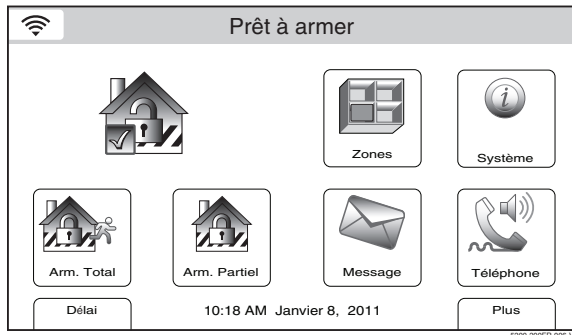 Prêt à armer
Zones
Système
Arm. Total
Arm. Partiel
Message
Téléphone
Délai
10:18 AM Janvier 8, 2011
Plus